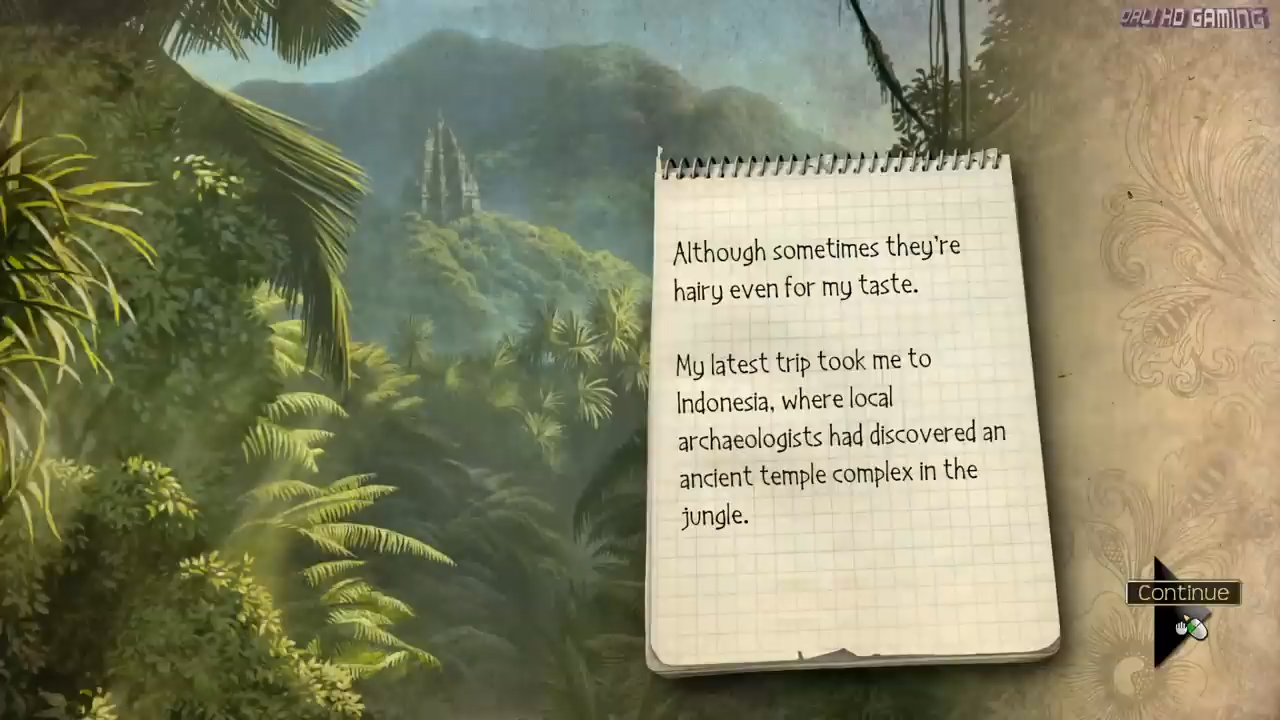 DALI HD GAMING
Although sometimes they're
hairy even for my taste.
My latest trip took me to
Indonesia, where local
archaeologists had discovered an
ancient temple complex in the
jungle.
Continue